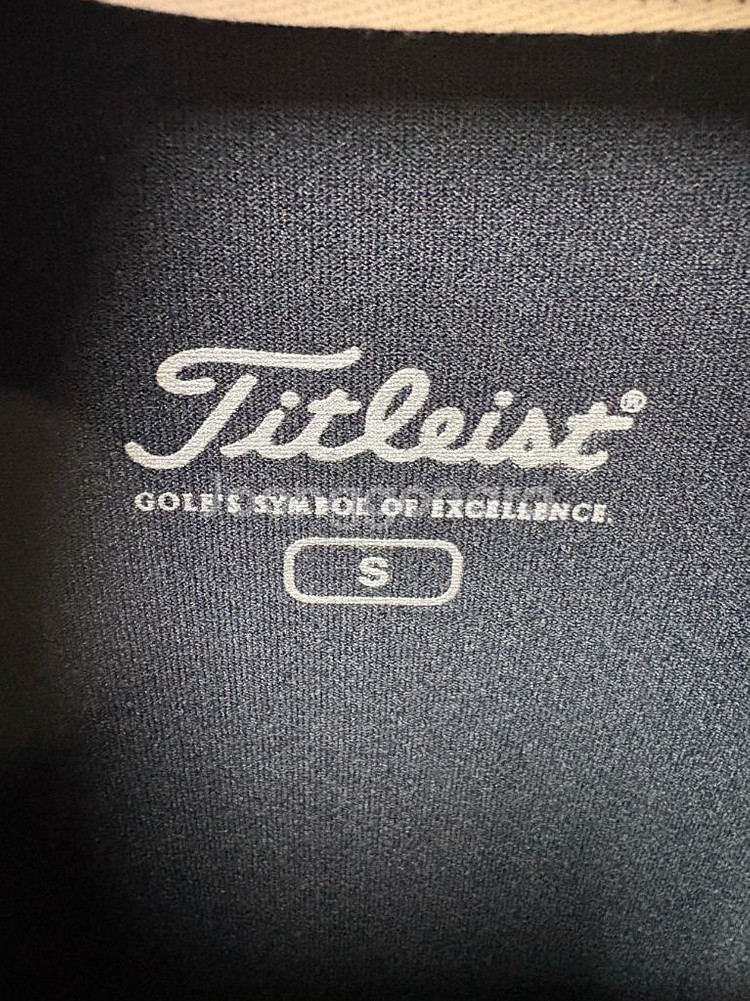 Titleist®
GOLF'S SYMBOL OF EXCELLENCE.
S